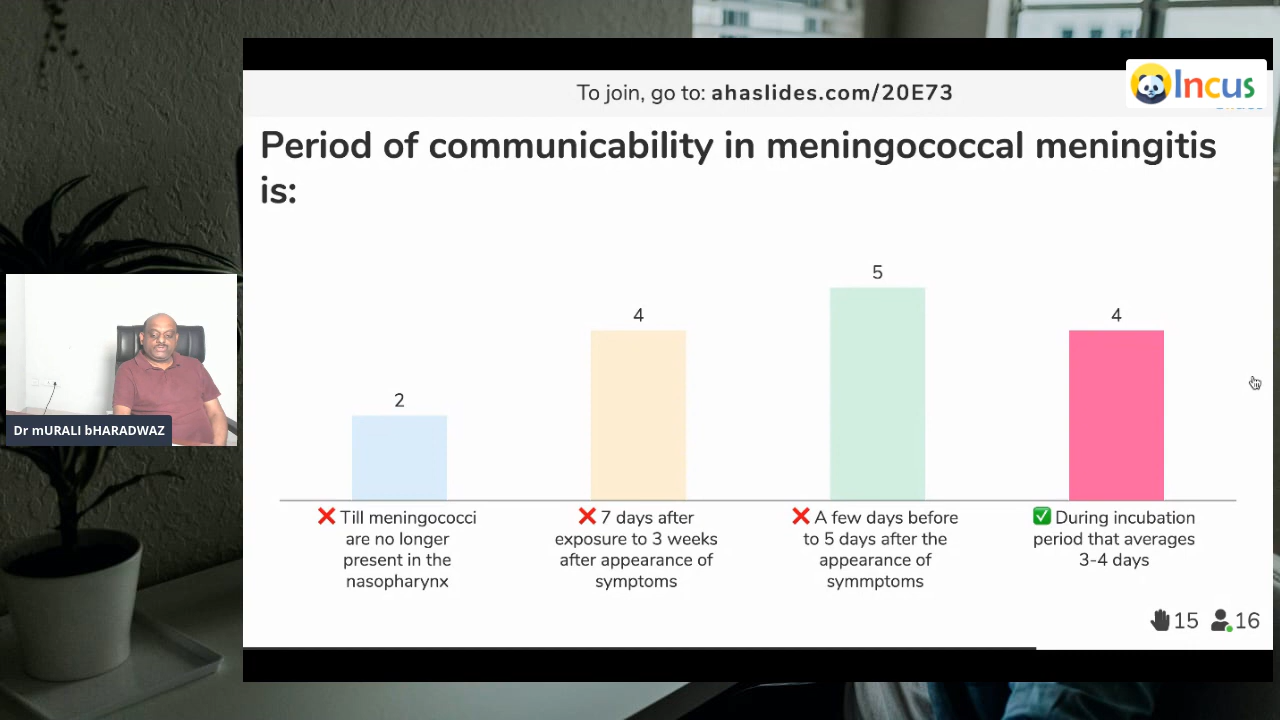 To join, go to: ahaslides.com/20E73
Incus
Period of communicability in meningococcal meningitis
is:
2
4
5
4
Till meningococci
are no longer
present in the
nasopharynx
7 days after
exposure to 3 weeks
after appearance of
symptoms
A few days before
to 5 days after the
appearance of
symmptoms
During incubation
period that averages
3-4 days
15
16
Dr mURALI bHARADWAZ